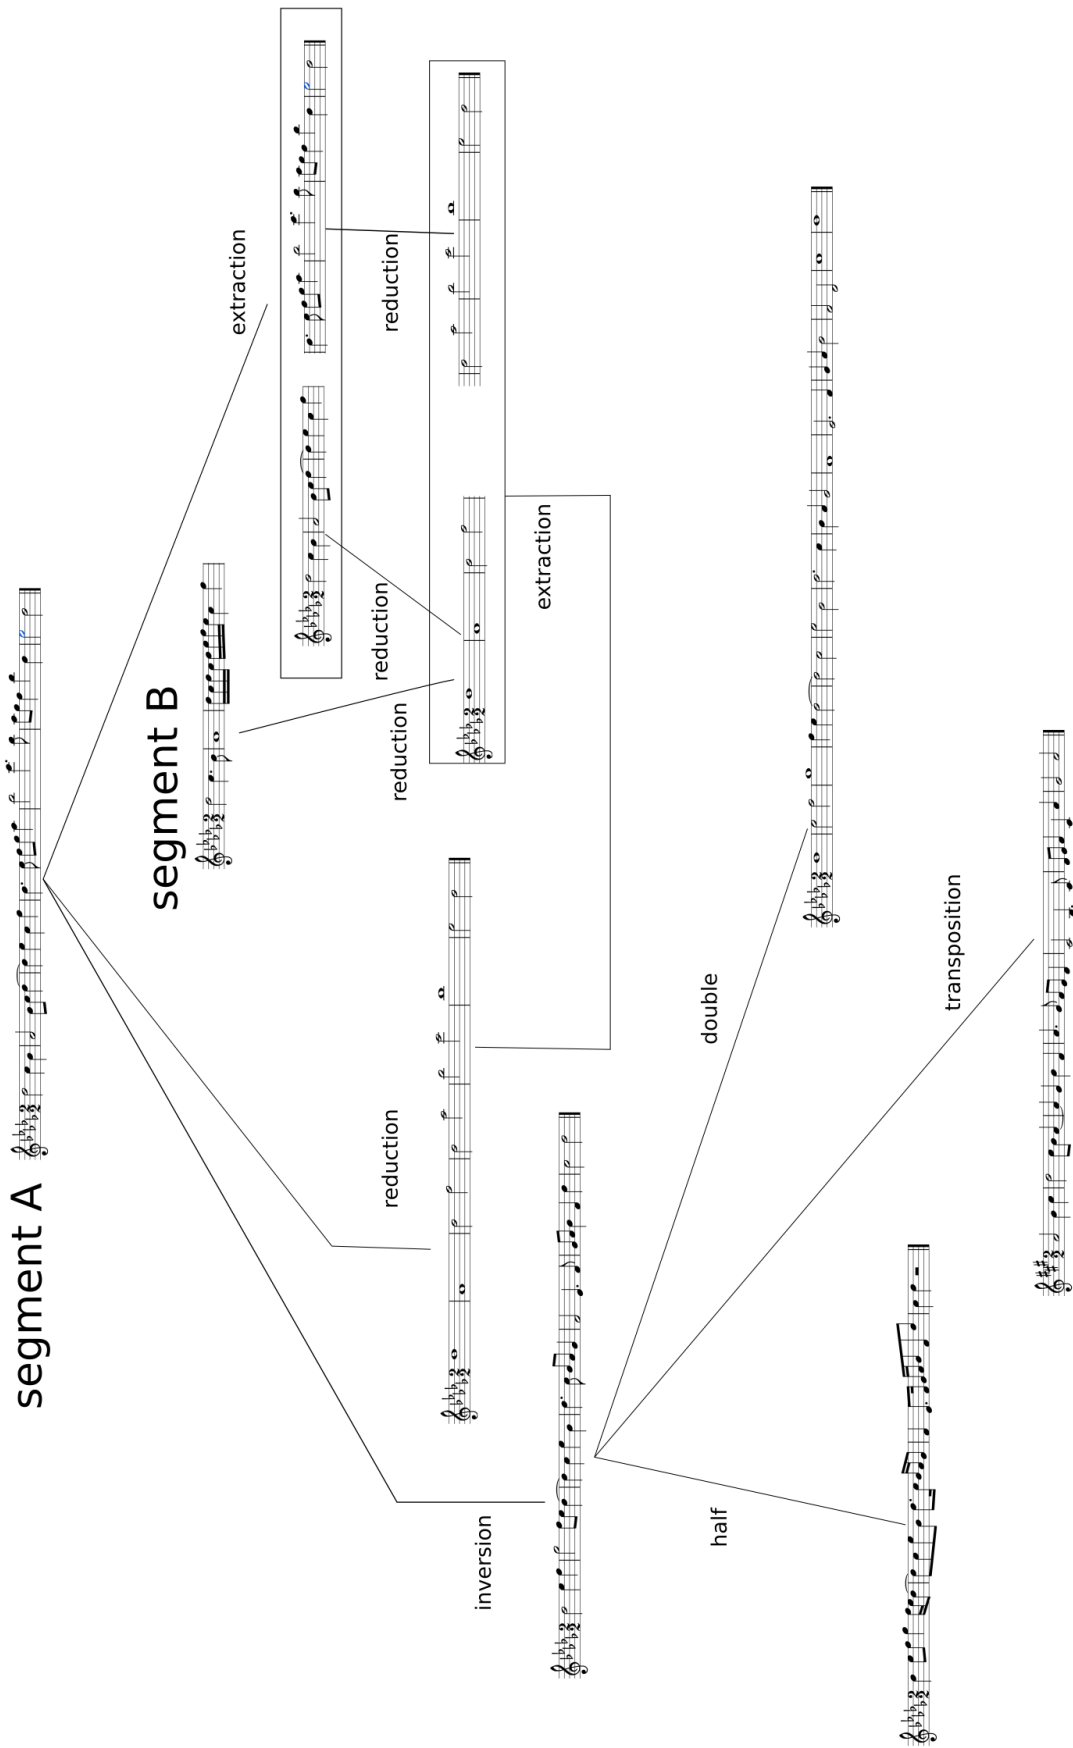 segment A
segment B
extraction
reduction
reduction
reduction
extraction
reduction
inversion
double
half
transposition